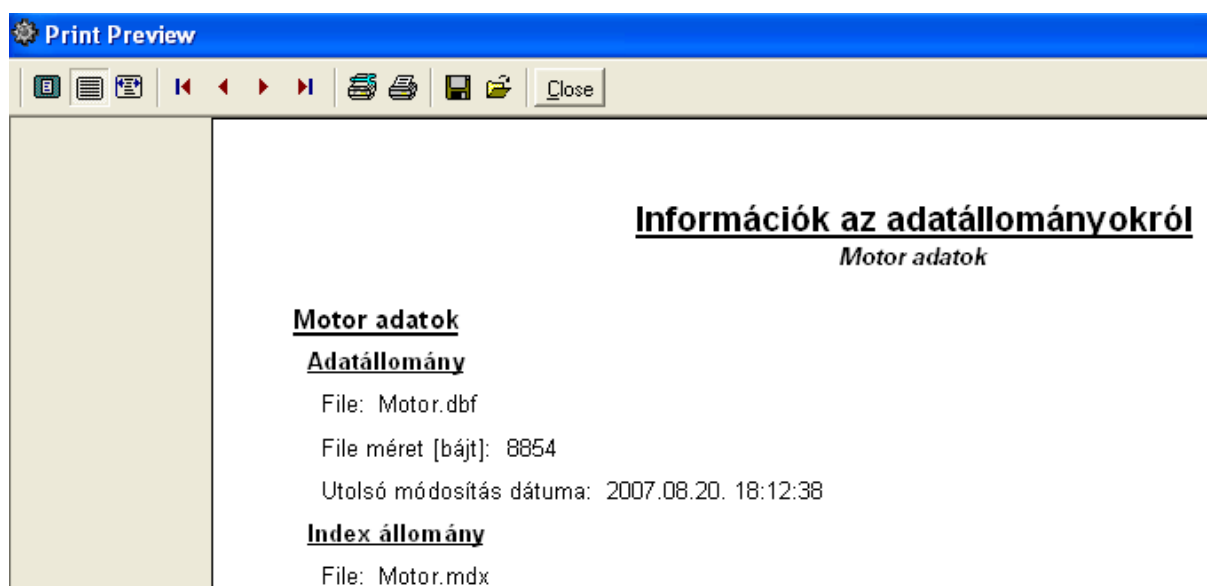 Print Preview
Close
Információk az adatállományokról
Motor adatok
Motor adatok
Adatállomány
File: Motor.dbf
File méret [bájt]: 8854
Utolsó módosítás dátuma: 2007.08.20. 18:12:38
Index állomány
File: Motor.mdx